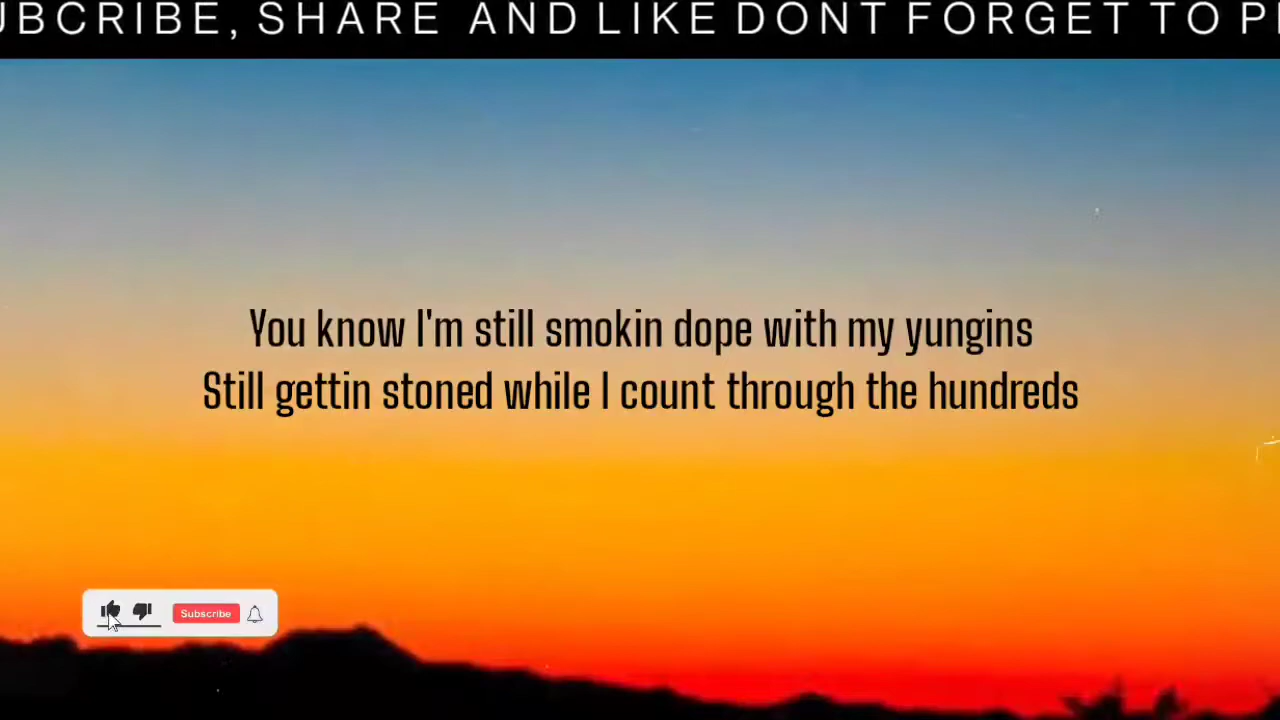 UBCRIBE, SHARE AND LIKE DONT FORGET TO P
You know I'm still smokin dope with my yungins
Still gettin stoned while I count through the hundreds
Subscribe